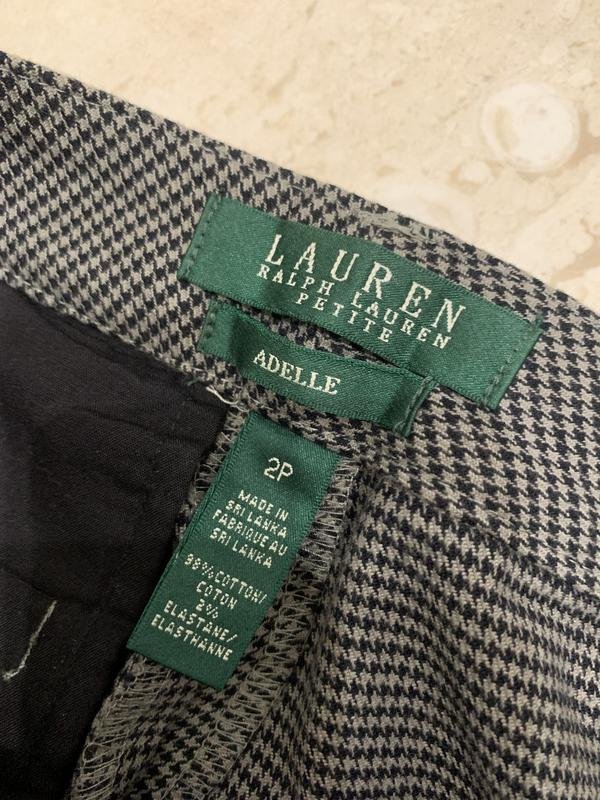 LAUREN
RALPH LAUREN
PETITE
ADELLE
2P
MADE IN
SRI LANKA
FABRIQUE AU
SRI LANKA
98% COTTON/
COTON
2%
ELASTANE/
ELASTHANNE